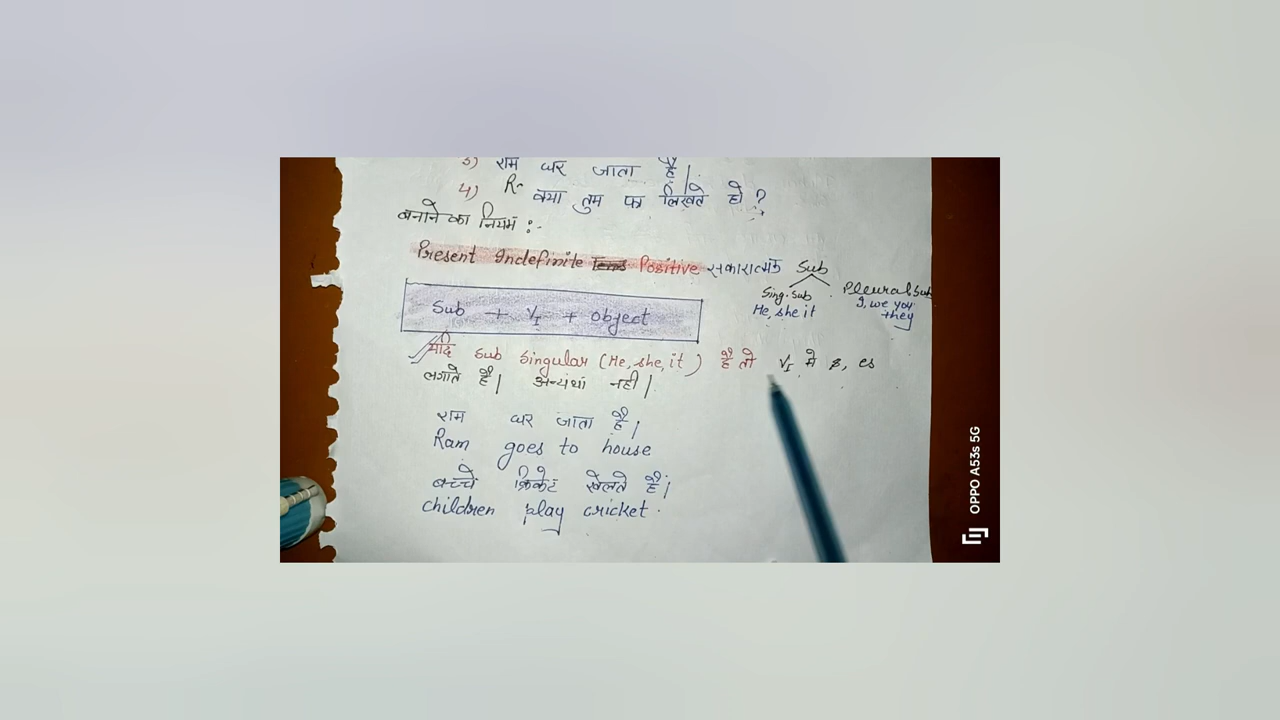 3) राम घर जाता है।
4) R क्या तुम पत्र लिखते हो ?
बनाने का नियम :-
Present Indefinite Tens Positive सकारात्मक Sub
Sing. sub Pleural Sub
He, she it I, we you
they
Sub + V1 + object
यदि Sub Singular (He, she, it) है तो V1 मे s, es
लगाते है। अन्यथा नही।
राम घर जाता है।
Ram goes to house
बच्चे क्रिकेट खेलते है।
children play cricket.
OPPO A53s 5G